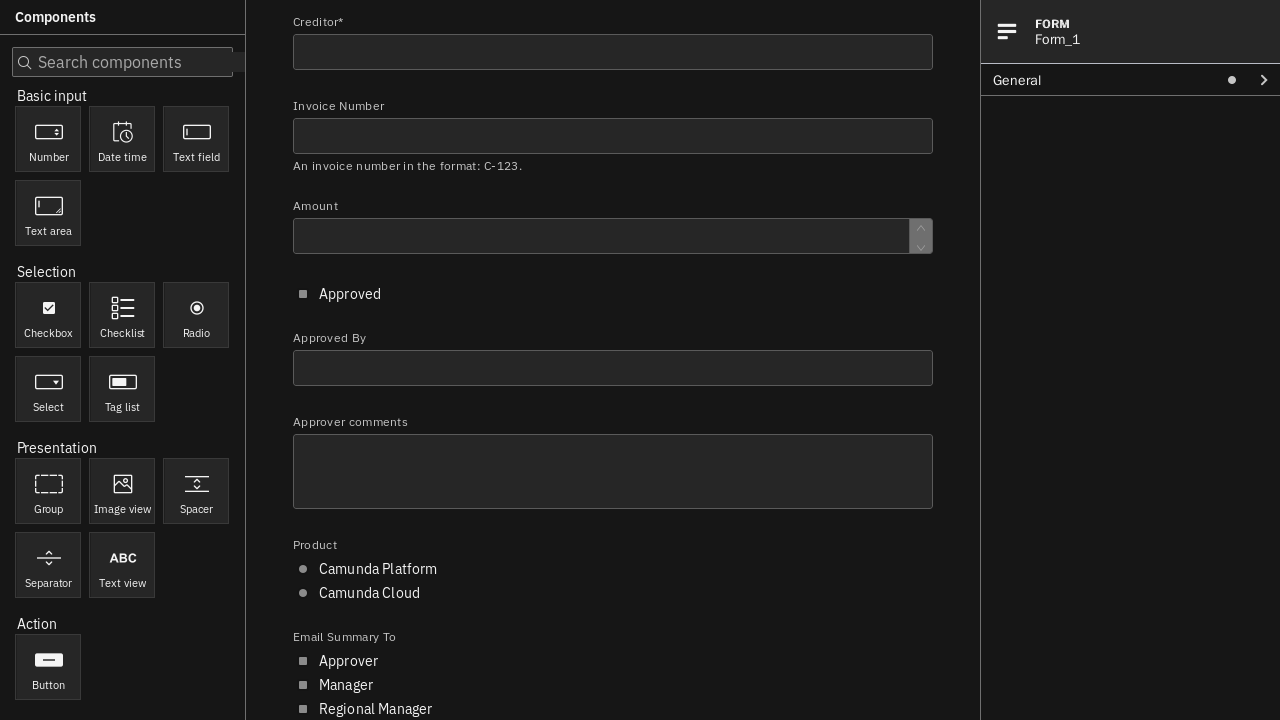 Components
Search components
Basic input
Number
Date time
Text field
Text area
Selection
Checkbox
Checklist
Radio
Select
Tag list
Presentation
Group
Image view
Spacer
Separator
ABC
Text view
Action
Button
Creditor*
Invoice Number
An invoice number in the format: C-123.
Amount
Approved
Approved By
Approver comments
Product
Camunda Platform
Camunda Cloud
Email Summary To
Approver
Manager
Regional Manager
FORM
Form_1
General